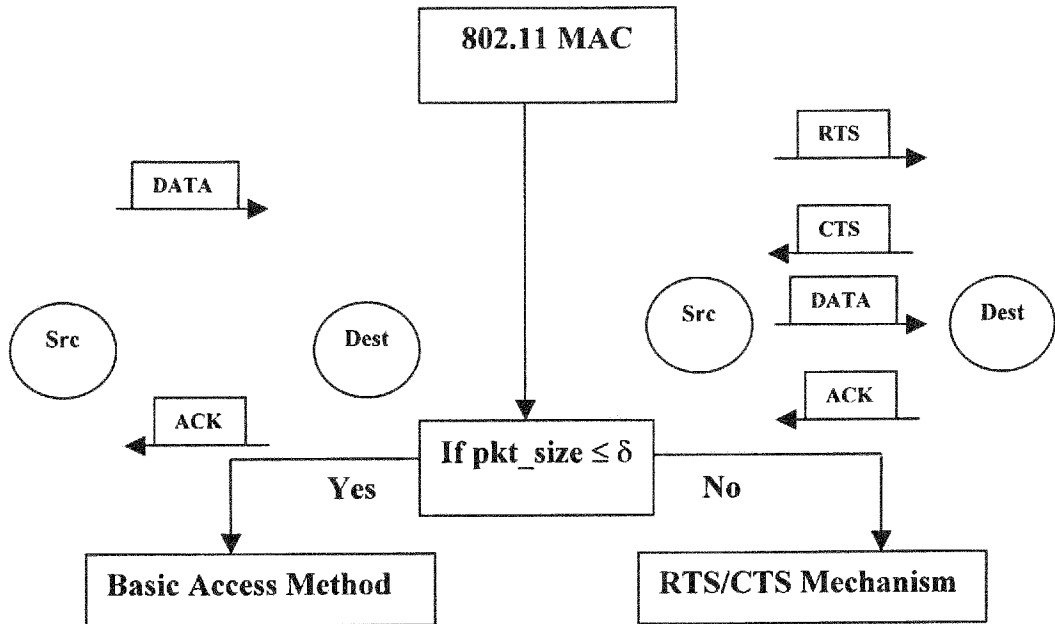 802.11 MAC
RTS
DATA
CTS
Src
Dest
Src
DATA
Dest
ACK
ACK
If pkt_size ≤ δ
Yes
No
Basic Access Method
RTS/CTS Mechanism